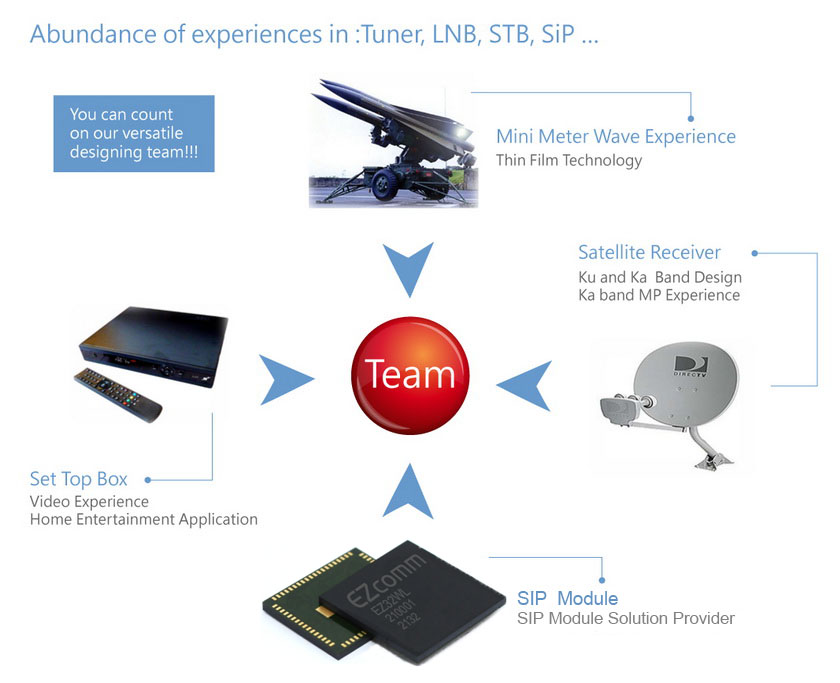 Abundance of experiences in :Tuner, LNB, STB, SiP ...
You can count
on our versatile
designing team!!!
Mini Meter Wave Experience
Thin Film Technology
Satellite Receiver
Ku and Ka Band Design
Ka band MP Experience
DIRECTV
Team
Set Top Box
Video Experience
Home Entertainment Application
EZcomm
EZ32WL
210001
2132
SIP Module
SIP Module Solution Provider